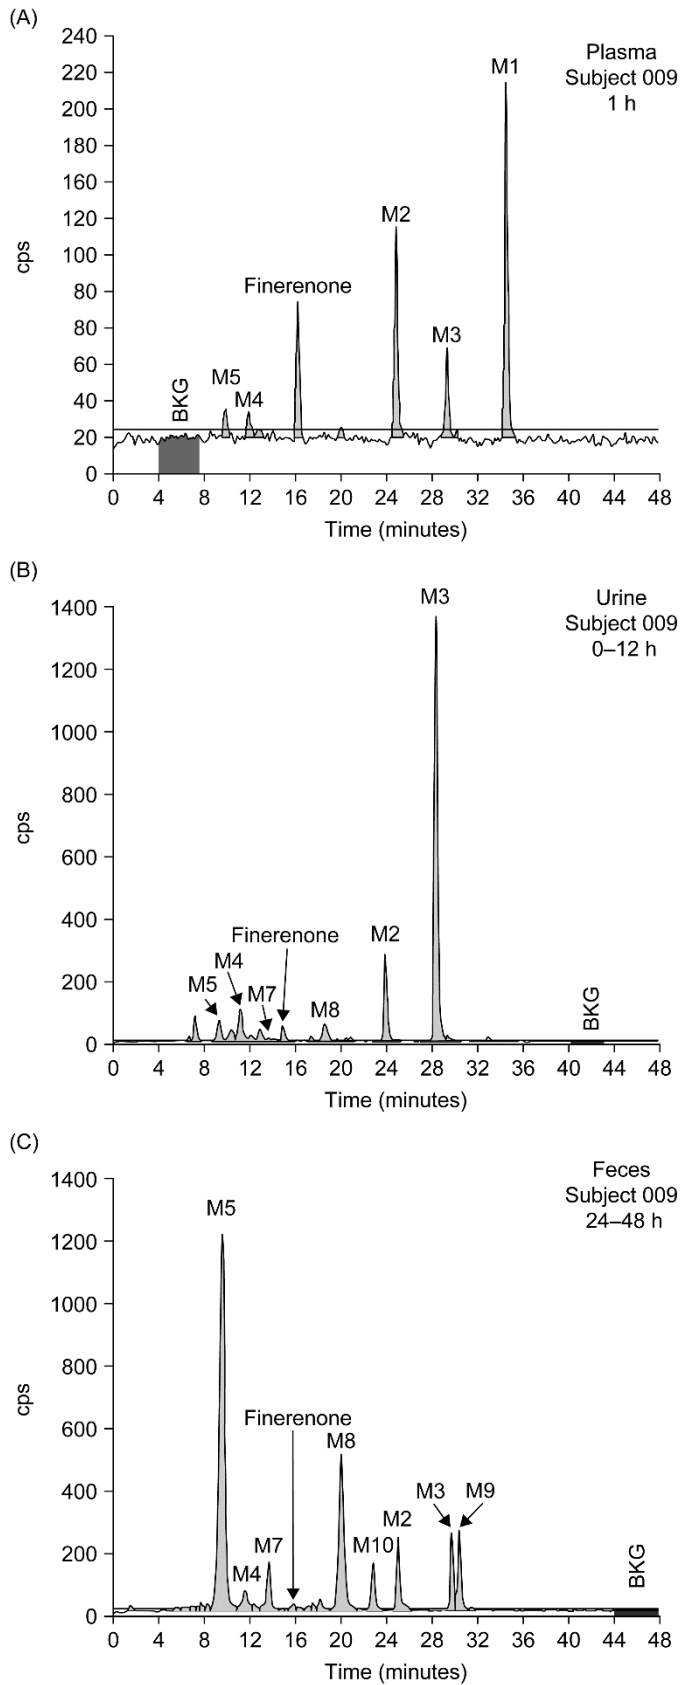 (A)
Plasma
Subject 009
1 h
240
220
200
180
160
120
100
80
80
60
40
20
0
cps
BKG
M5
M4
Finerenone
M2
M3
M1
0 4 8 12 16 20 24 28 32 36 40 44 48
Time (minutes)
(B)
Urine
Subject 009
0–12 h
1400
1200
1000
800
600
400
200
0
cps
M5
M4
M7
Finerenone
M8
M2
M3
BKG
0 4 8 12 16 20 24 28 32 36 40 44 48
Time (minutes)
(C)
Feces
Subject 009
24–48 h
1400
1200
1000
800
600
400
200
0
cps
M5
M4
M7
Finerenone
M8
M10
M2
M3
M9
BKG
0 4 8 12 16 20 24 28 32 36 40 44 48
Time (minutes)